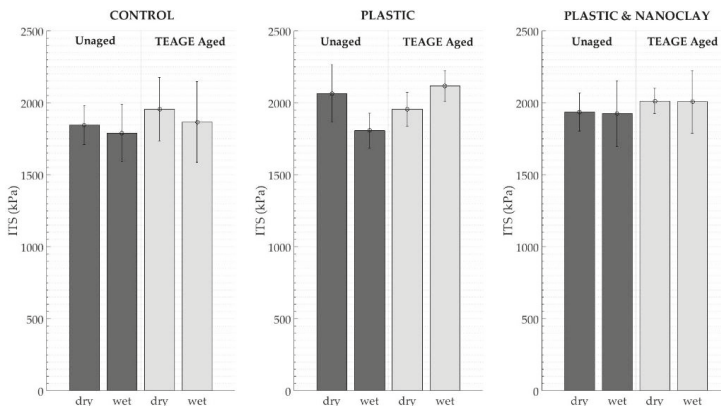 CONTROL
Unaged TEAGE Aged
ITS (kPa)
2500
2000
1500
1000
500
0
dry wet dry wet
PLASTIC
Unaged TEAGE Aged
ITS (kPa)
2500
2000
1500
1000
500
0
dry wet dry wet
PLASTIC & NANOCLAY
Unaged TEAGE Aged
ITS (kPa)
2500
2000
1500
1000
500
0
dry wet dry wet